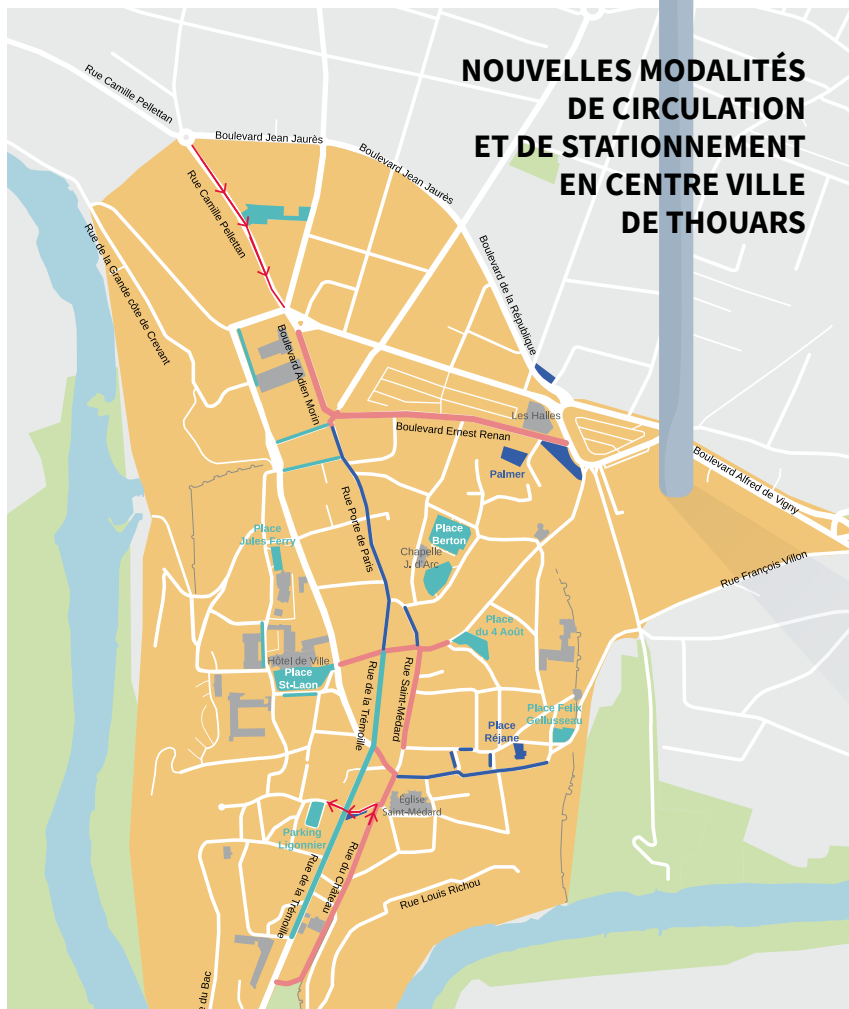 NOUVELLES MODALITÉS
DE CIRCULATION
ET DE STATIONNEMENT
EN CENTRE VILLE
DE THOUARS
Rue Camille Pellettan
Boulevard Jean Jaurès
Boulevard Jean Jaurès
Rue Camille Pellettan
Rue de la Grande côte de Crevant
Boulevard de la République
Boulevard Adien Morin
Les Halles
Boulevard Ernest Renan
Palmer
Boulevard Alfred de Vigny
Rue Porte de Paris
Place
Jules Ferry
Place
Berton
Chapelle
J. d'Arc
Rue François Villon
Place
du 4 Août
Hôtel de Ville
Place
St-Laon
Rue de la Trémoille
Rue Saint-Médard
Place Felix
Gellusseau
Place
Réjane
Église
Saint-Médard
Parking
Ligonnier
Rue de la Trémoille
Rue du Château
Rue Louis Richou
e du Bac